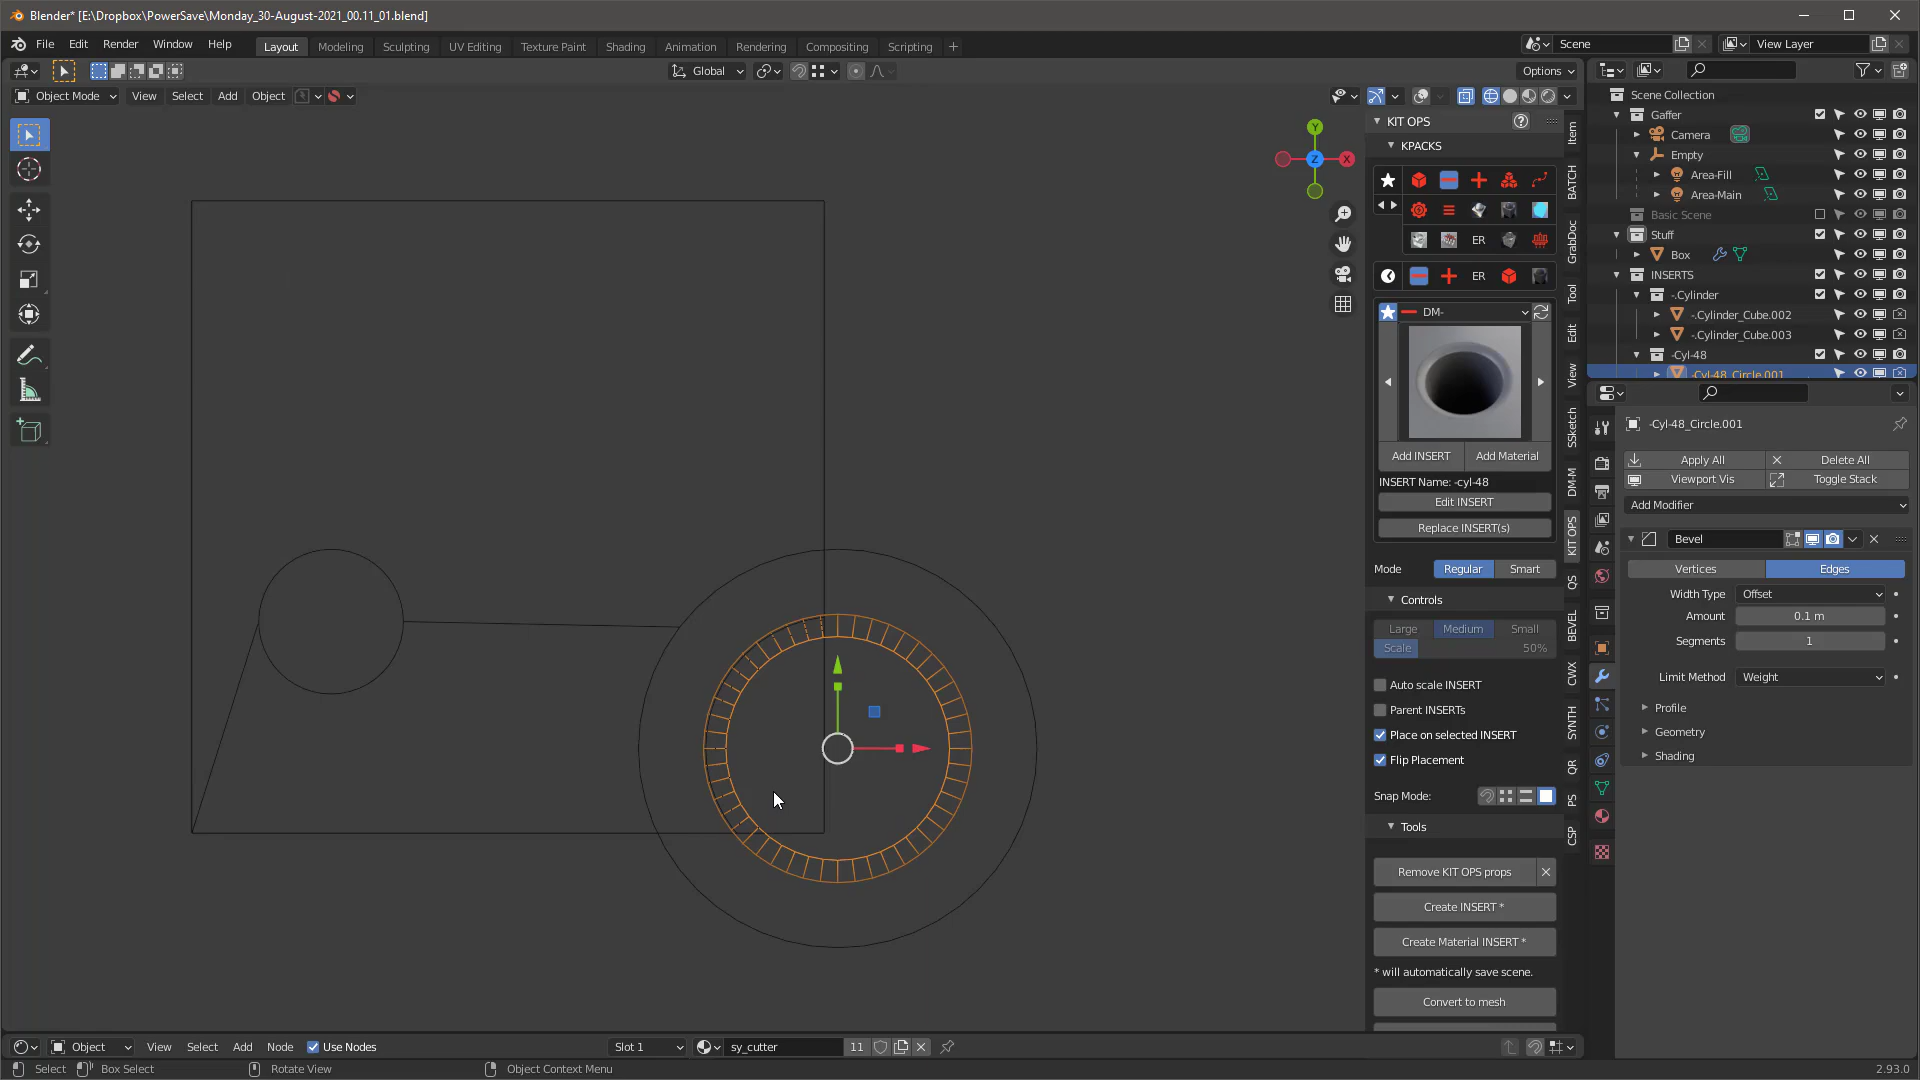 Blender* [E:\Dropbox\PowerSave\Monday_30-August-2021_00.11_01.blend]
File Edit Render Window Help
Layout Modeling Sculpting UV Editing Texture Paint Shading Animation Rendering Compositing Scripting +
Scene
View Layer
Global
Options
Object Mode View Select Add Object
Y
Z
X
KIT OPS
?
KPACKS
ER
ER
DM-
Add INSERT
Add Material
INSERT Name: -cyl-48
Edit INSERT
Replace INSERT(s)
Mode
Regular
Smart
Controls
Large
Medium
Small
Scale
50%
Auto scale INSERT
Parent INSERTs
Place on selected INSERT
Flip Placement
Snap Mode:
Tools
Remove KIT OPS props
Create INSERT *
Create Material INSERT *
* will automatically save scene.
Convert to mesh
Item
BATCH
GrabDoc
Tool
Edit
View
SSketch
DM-M
KIT OPS
QS
BEVEL
CWX
SYNTH
QR
PS
CSP
Scene Collection
Gaffer
Camera
Empty
Area-Fill
Area-Main
Basic Scene
Stuff
Box
INSERTS
-.Cylinder
-.Cylinder_Cube.002
-.Cylinder_Cube.003
-Cyl-48
-Cyl-48_Circle.001
-Cyl-48_Circle.001
Apply All
Delete All
Viewport Vis
Toggle Stack
Add Modifier
Bevel
Vertices
Edges
Width Type
Offset
Amount
0.1 m
Segments
1
Limit Method
Weight
Profile
Geometry
Shading
Object View Select Add Node Use Nodes
Slot 1
sy_cutter
11
Select
Box Select
Rotate View
Object Context Menu
2.93.0